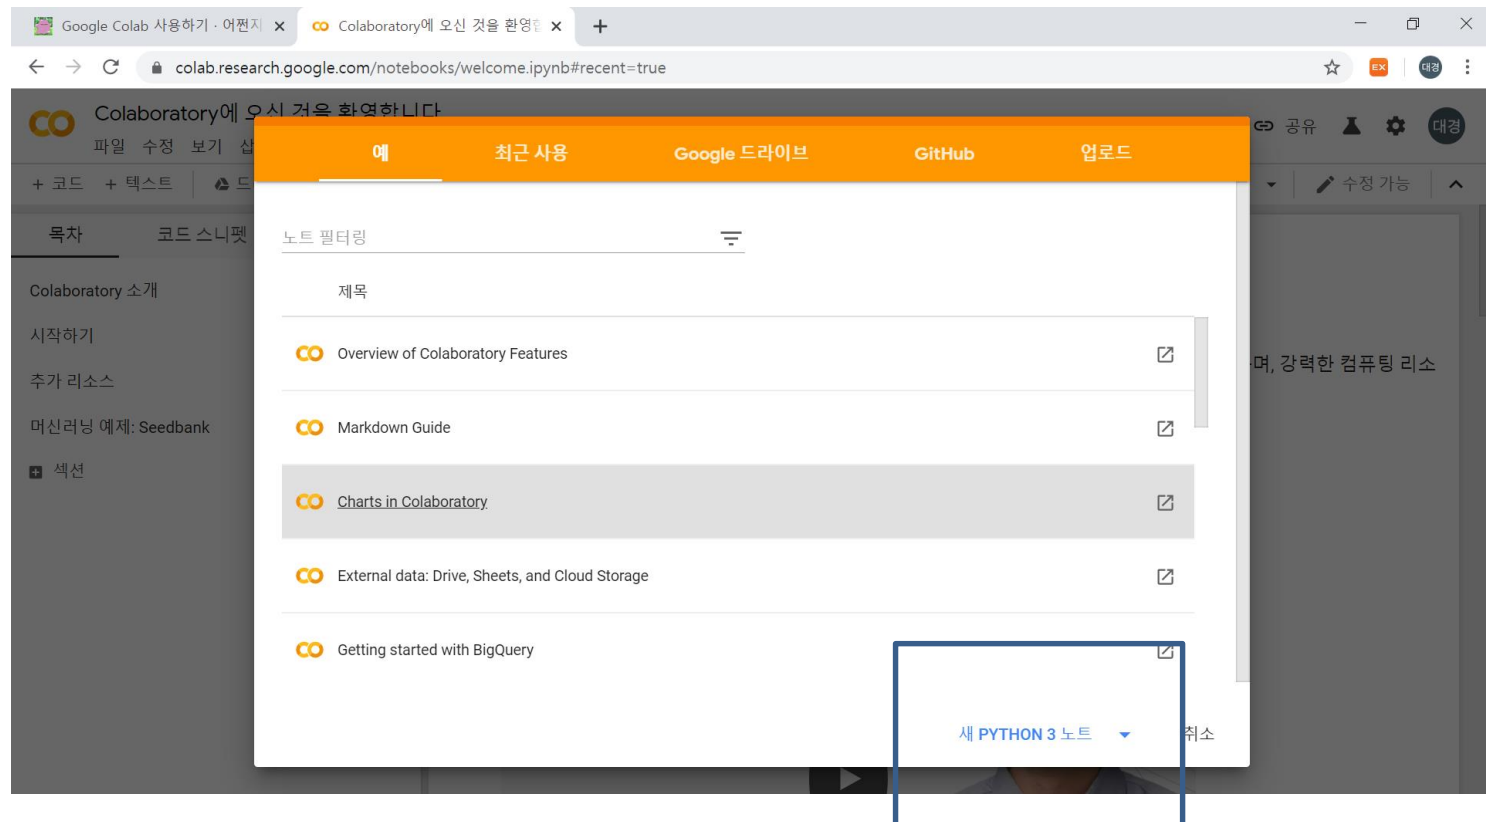 Google Colab 사용하기 · 어쩐지
Colaboratory에 오신 것을 환영합
colab.research.google.com/notebooks/welcome.ipynb#recent=true
EX
대경
Colaboratory에 오신 것을 환영합니다
파일 수정 보기 삽
공유
대경
예 최근 사용 Google 드라이브 GitHub 업로드
+ 코드 + 텍스트 드
수정 가능
목차 코드 스니펫
노트 필터링
Colaboratory 소개
제목
시작하기
Overview of Colaboratory Features
며, 강력한 컴퓨팅 리소
추가 리소스
머신러닝 예제: Seedbank
Markdown Guide
섹션
Charts in Colaboratory
External data: Drive, Sheets, and Cloud Storage
Getting started with BigQuery
새 PYTHON 3 노트 취소